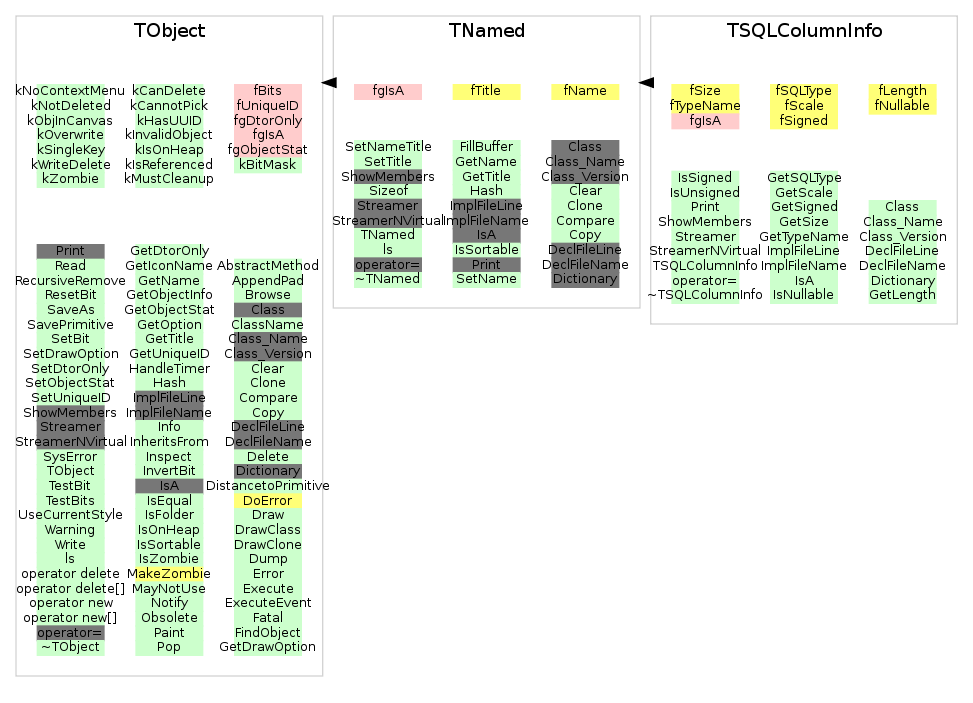 TObject
kNoContextMenu kCanDelete fBits
kNotDeleted kCannotPick fUniqueID
kObjInCanvas kHasUUID fgDtorOnly
kOverwrite kInvalidObject fgIsA
kSingleKey kIsOnHeap fgObjectStat
kWriteDelete kIsReferenced kBitMask
kZombie kMustCleanup
Print GetDtorOnly
Read GetIconName AbstractMethod
RecursiveRemove GetName AppendPad
ResetBit GetObjectInfo Browse
SaveAs GetObjectStat Class
SavePrimitive GetOption ClassName
SetBit GetTitle Class_Name
SetDrawOption GetUniqueID Class_Version
SetDtorOnly HandleTimer Clear
SetObjectStat Hash Clone
SetUniqueID ImplFileLine Compare
ShowMembers ImplFileName Copy
Streamer Info DeclFileLine
StreamerNVirtual InheritsFrom DeclFileName
SysError Inspect Delete
TObject InvertBit Dictionary
TestBit IsA DistancetoPrimitive
TestBits IsEqual DoError
UseCurrentStyle IsFolder Draw
Warning IsOnHeap DrawClass
Write IsSortable DrawClone
ls IsZombie Dump
operator delete MakeZombie Error
operator delete[] MayNotUse Execute
operator new Notify ExecuteEvent
operator new[] Obsolete Fatal
operator= Paint FindObject
~TObject Pop GetDrawOption
TNamed
fgIsA fTitle fName
SetNameTitle FillBuffer Class
SetTitle GetName Class_Name
ShowMembers GetTitle Class_Version
Sizeof Hash Clear
Streamer ImplFileLine Clone
StreamerNVirtual ImplFileName Compare
TNamed IsA Copy
ls IsSortable DeclFileLine
operator= Print DeclFileName
~TNamed SetName Dictionary
TSQLColumnInfo
fSize fSQLType fLength
fTypeName fScale fNullable
fgIsA fSigned
IsSigned GetSQLType
IsUnsigned GetScale
Print GetSigned Class
ShowMembers GetSize Class_Name
Streamer GetTypeName Class_Version
StreamerNVirtual ImplFileLine DeclFileLine
TSQLColumnInfo ImplFileName DeclFileName
operator= IsA Dictionary
~TSQLColumnInfo IsNullable GetLength